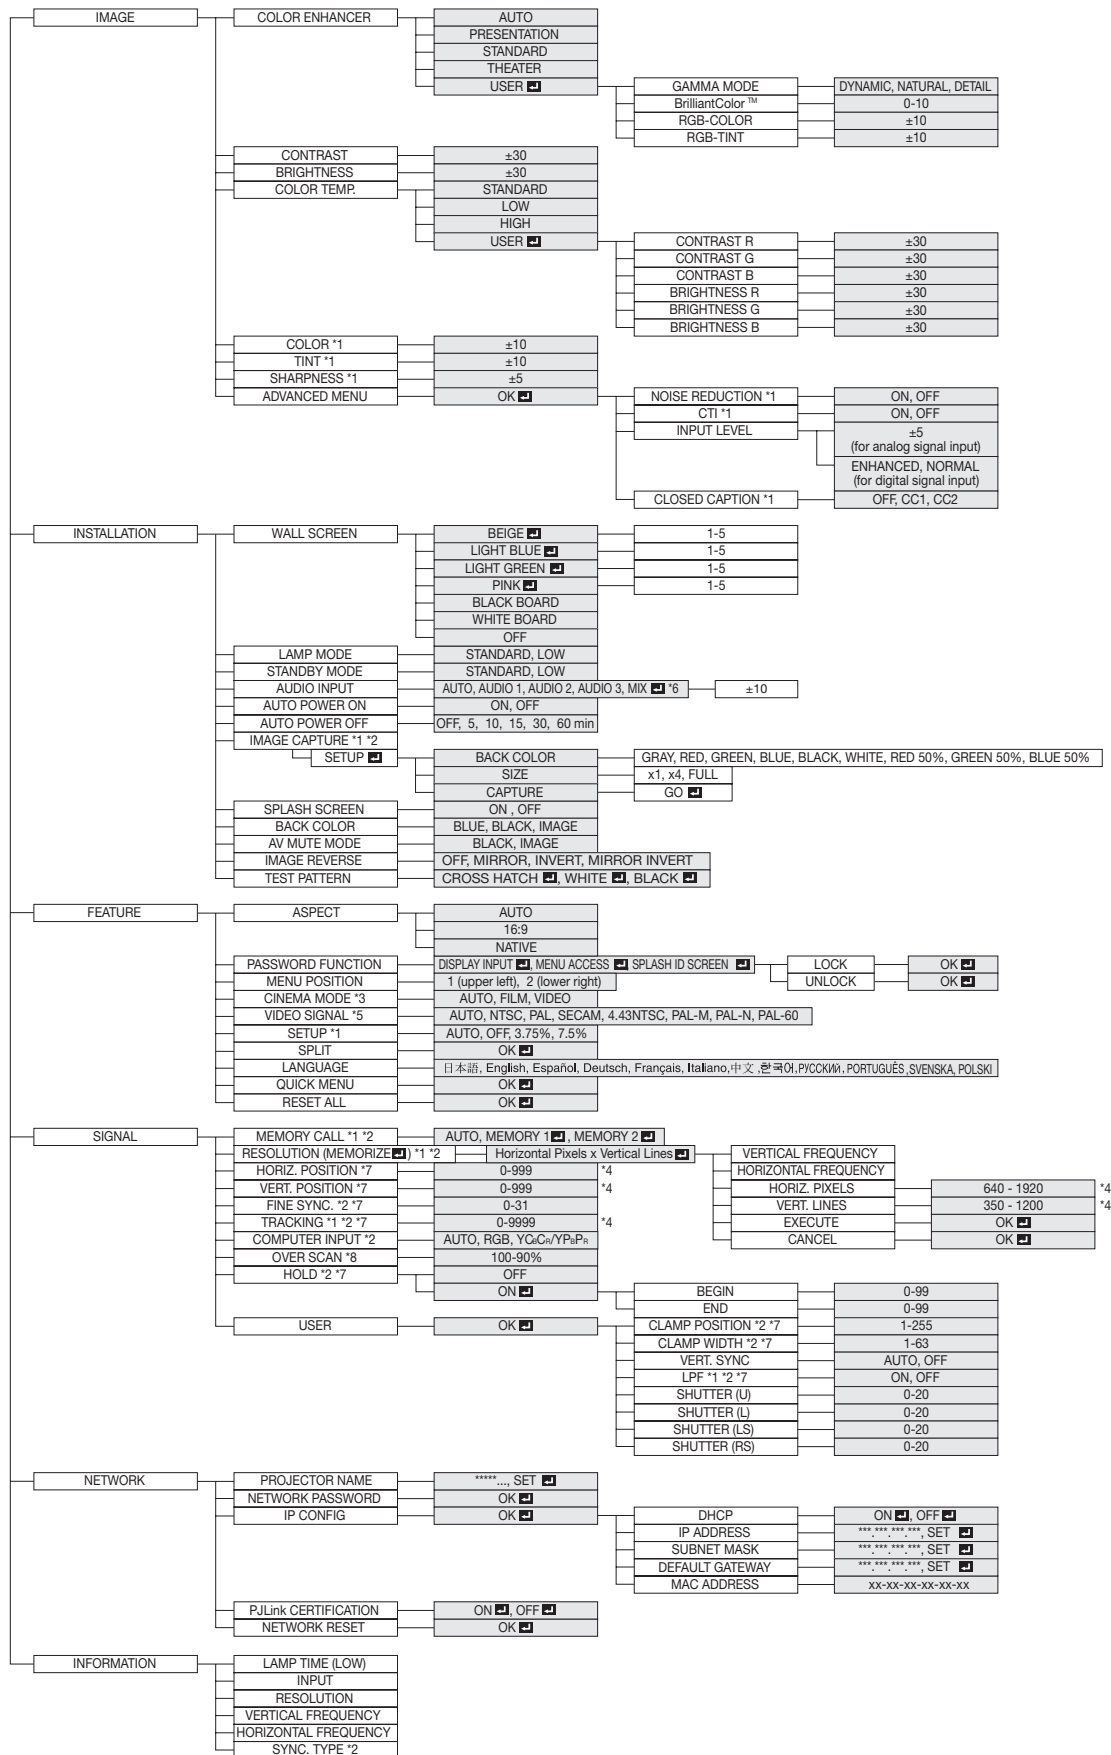 IMAGE COLOR ENHANCER AUTO
PRESENTATION
STANDARD
THEATER
USER GAMMA MODE DYNAMIC, NATURAL, DETAIL
BrilliantColor ™ 0-10
RGB-COLOR ±10
RGB-TINT ±10
CONTRAST ±30
BRIGHTNESS ±30
COLOR TEMP. STANDARD
LOW
HIGH
USER CONTRAST R ±30
CONTRAST G ±30
CONTRAST B ±30
BRIGHTNESS R ±30
BRIGHTNESS G ±30
BRIGHTNESS B ±30
COLOR *1 ±10
TINT *1 ±10
SHARPNESS *1 ±5
ADVANCED MENU OK NOISE REDUCTION *1 ON, OFF
CTI *1 ON, OFF
INPUT LEVEL ±5
(for analog signal input)
ENHANCED, NORMAL
(for digital signal input)
CLOSED CAPTION *1 OFF, CC1, CC2
INSTALLATION WALL SCREEN BEIGE 1-5
LIGHT BLUE 1-5
LIGHT GREEN 1-5
PINK 1-5
BLACK BOARD
WHITE BOARD
OFF
LAMP MODE STANDARD, LOW
STANDBY MODE STANDARD, LOW
AUDIO INPUT AUTO, AUDIO 1, AUDIO 2, AUDIO 3, MIX *6 ±10
AUTO POWER ON ON, OFF
AUTO POWER OFF OFF, 5, 10, 15, 30, 60 min
IMAGE CAPTURE *1 *2
SETUP BACK COLOR GRAY, RED, GREEN, BLUE, BLACK, WHITE, RED 50%, GREEN 50%, BLUE 50%
SIZE x1, x4, FULL
CAPTURE GO
SPLASH SCREEN ON , OFF
BACK COLOR BLUE, BLACK, IMAGE
AV MUTE MODE BLACK, IMAGE
IMAGE REVERSE OFF, MIRROR, INVERT, MIRROR INVERT
TEST PATTERN CROSS HATCH , WHITE , BLACK
FEATURE ASPECT AUTO
16:9
NATIVE
PASSWORD FUNCTION DISPLAY INPUT , MENU ACCESS , SPLASH ID SCREEN LOCK OK
UNLOCK OK
MENU POSITION 1 (upper left), 2 (lower right)
CINEMA MODE *3 AUTO, FILM, VIDEO
VIDEO SIGNAL *5 AUTO, NTSC, PAL, SECAM, 4.43NTSC, PAL-M, PAL-N, PAL-60
SETUP *1 AUTO, OFF, 3.75%, 7.5%
SPLIT OK
LANGUAGE 日本語, English, Español, Deutsch, Français, Italiano,中文 ,한국어,РУССКИЙ, PORTUGUÊS ,SVENSKA, POLSKI
QUICK MENU OK
RESET ALL OK
SIGNAL MEMORY CALL *1 *2 AUTO, MEMORY 1 , MEMORY 2
RESOLUTION (MEMORIZE ) *1 *2 Horizontal Pixels x Vertical Lines VERTICAL FREQUENCY
HORIZ. POSITION *7 0-999 *4 HORIZONTAL FREQUENCY
VERT. POSITION *7 0-999 *4 HORIZ. PIXELS 640 - 1920 *4
FINE SYNC. *2 *7 0-31 VERT. LINES 350 - 1200 *4
TRACKING *1 *2 *7 0-9999 *4 EXECUTE OK
COMPUTER INPUT *2 AUTO, RGB, YCBCR/YPBPR CANCEL OK
OVER SCAN *8 100-90%
HOLD *2 *7 OFF
ON BEGIN 0-99
END 0-99
USER OK CLAMP POSITION *2 *7 1-255
CLAMP WIDTH *2 *7 1-63
VERT. SYNC AUTO, OFF
LPF *1 *2 *7 ON, OFF
SHUTTER (U) 0-20
SHUTTER (L) 0-20
SHUTTER (LS) 0-20
SHUTTER (RS) 0-20
NETWORK PROJECTOR NAME *****..., SET
NETWORK PASSWORD OK
IP CONFIG OK DHCP ON , OFF
IP ADDRESS ***.***.***.***, SET
SUBNET MASK ***.***.***.***, SET
DEFAULT GATEWAY ***.***.***.***, SET
MAC ADDRESS xx-xx-xx-xx-xx-xx
PJLink CERTIFICATION ON , OFF
NETWORK RESET OK
INFORMATION LAMP TIME (LOW)
INPUT
RESOLUTION
VERTICAL FREQUENCY
HORIZONTAL FREQUENCY
SYNC. TYPE *2